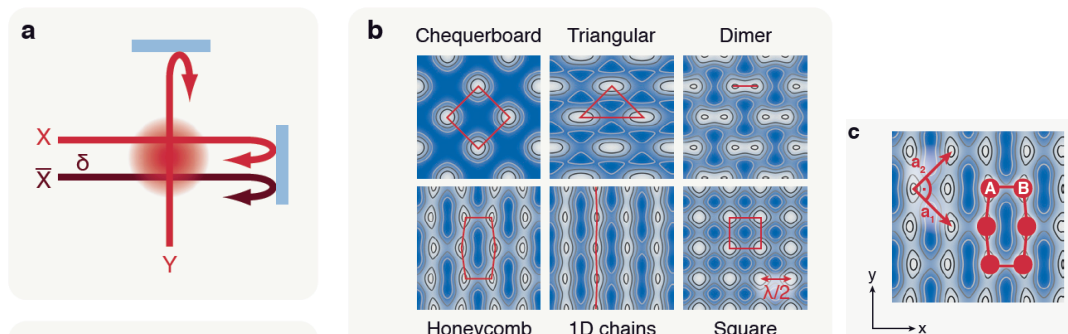 a
X
X̅
δ
Y
b
Chequerboard Triangular Dimer
Honeycomb 1D chains Square
λ/2
c
a₂
a₁
A B
y
x